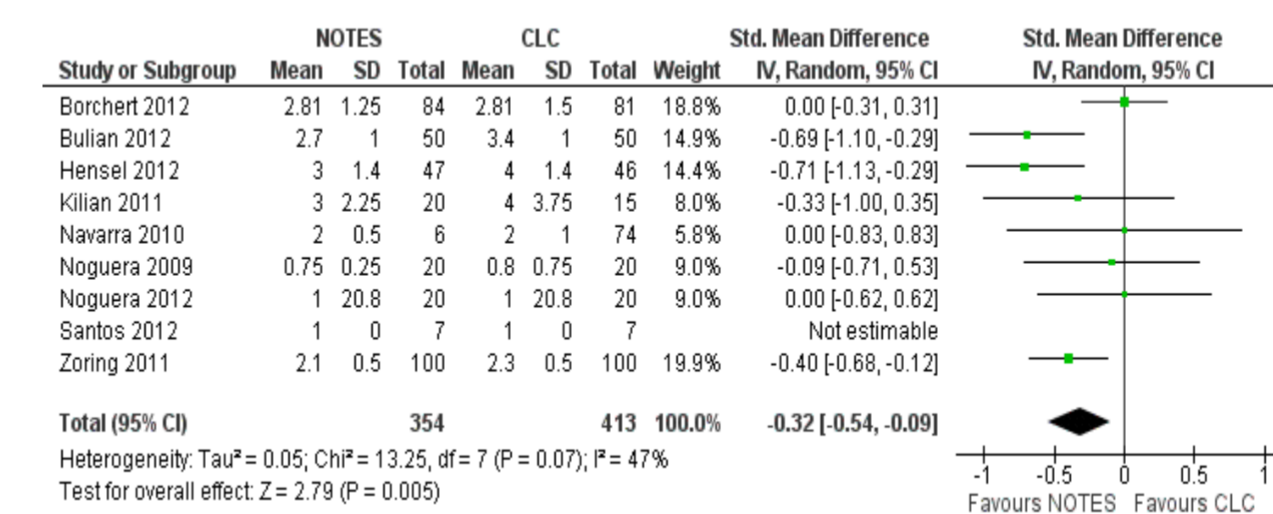 NOTES CLC Std. Mean Difference Std. Mean Difference
Study or Subgroup Mean SD Total Mean SD Total Weight IV, Random, 95% CI IV, Random, 95% CI
Borchert 2012 2.81 1.25 84 2.81 1.5 81 18.8% 0.00 [-0.31, 0.31]
Bulian 2012 2.7 1 50 3.4 1 50 14.9% -0.69 [-1.10, -0.29]
Hensel 2012 3 1.4 47 4 1.4 46 14.4% -0.71 [-1.13, -0.29]
Kilian 2011 3 2.25 20 4 3.75 15 8.0% -0.33 [-1.00, 0.35]
Navarra 2010 2 0.5 6 2 1 74 5.8% 0.00 [-0.83, 0.83]
Noguera 2009 0.75 0.25 20 0.8 0.75 20 9.0% -0.09 [-0.71, 0.53]
Noguera 2012 1 20.8 20 1 20.8 20 9.0% 0.00 [-0.62, 0.62]
Santos 2012 1 0 7 1 0 7 Not estimable
Zoring 2011 2.1 0.5 100 2.3 0.5 100 19.9% -0.40 [-0.68, -0.12]
Total (95% CI) 354 413 100.0% -0.32 [-0.54, -0.09]
Heterogeneity: Tau² = 0.05; Chi² = 13.25, df = 7 (P = 0.07); I² = 47%
Test for overall effect: Z = 2.79 (P = 0.005)
-1 -0.5 0 0.5 1
Favours NOTES Favours CLC